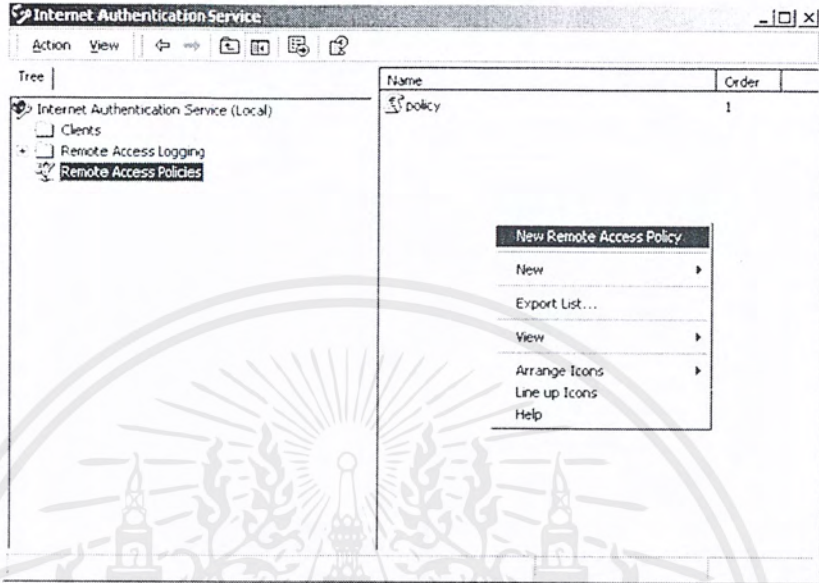 Internet Authentication Service
Action View
Tree
Name Order
Internet Authentication Service (Local)
Clients
Remote Access Logging
Remote Access Policies
policy 1
New Remote Access Policy
New
Export List...
View
Arrange Icons
Line up Icons
Help